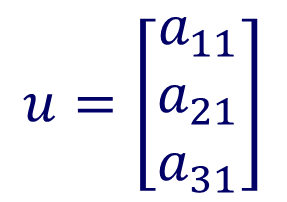 u = [a₁₁
a₂₁
a₃₁]